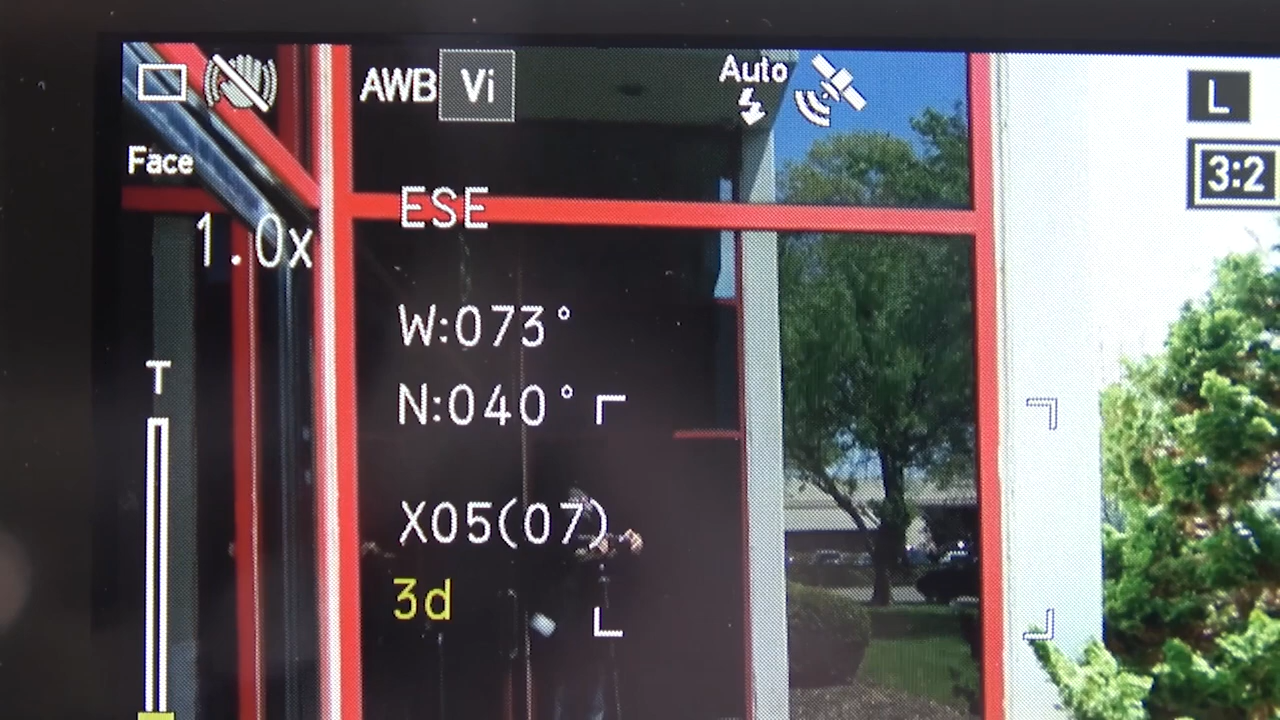 AWB Vi Auto L
Face
3:2
ESE
1.0x
W:073°
T
N:040°
X05(07)
3d